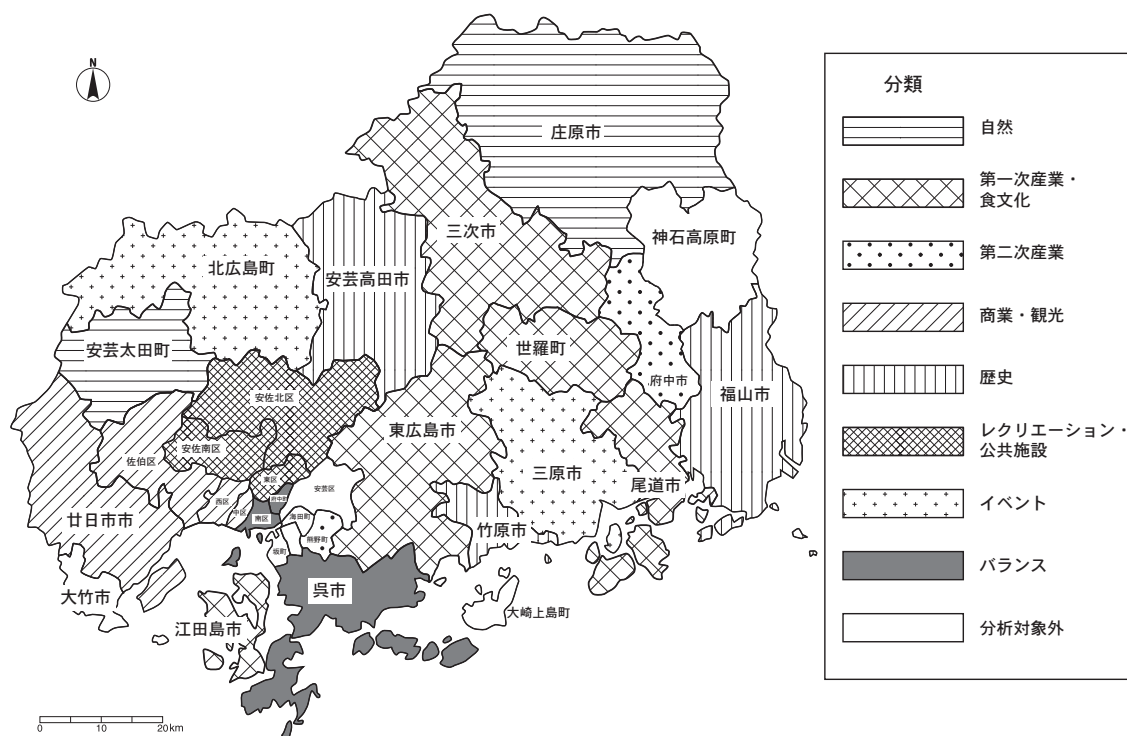 N
庄原市
三次市
神石高原町
北広島町
安芸高田市
安芸太田町
世羅町
府中市
福山市
安佐北区
東広島市
安佐南区
佐伯区
三原市
東区
安芸区
尾道市
府中町
西区
中区
南区
海田町
廿日市市
竹原市
熊野町
坂町
大竹市
呉市
江田島市
大崎上島町
0 10 20km
分類
自然
第一次産業・
食文化
第二次産業
商業・観光
歴史
レクリエーション・
公共施設
イベント
バランス
分析対象外